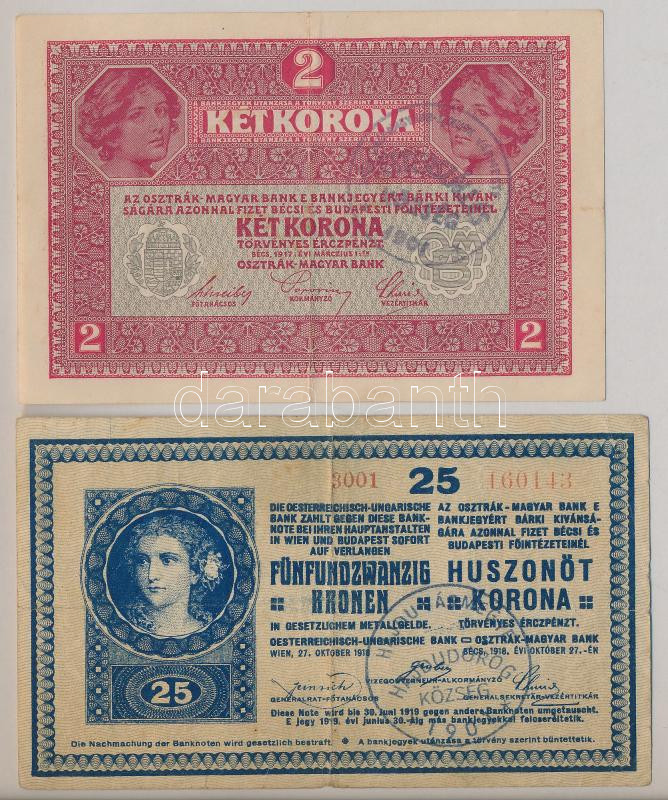 2
A BANKJEGYEK UTÁNZÁSA A TÖRVÉNY SZERINT BÜNTETTETIK
KÉT KORONA
A BANKJEGYEK UTÁNZÁSA A TÖRVÉNY SZERINT BÜNTETTETIK
AZ OSZTRÁK-MAGYAR BANK E BANKJEGYÉRT BÁRKI KIVÁN-
SÁGÁRA AZONNAL FIZET BÉCSI ÉS BUDAPESTI FŐINTÉZETEINÉL
KÉT KORONA
TÖRVÉNYES ÉRCZPÉNZT.
BÉCS, 1917. ÉVI MÁRCZIUS 1-ÉN
OSZTRÁK-MAGYAR BANK
FŐTANÁCSOS KORMÁNYZÓ VEZÉRTITKÁR
2 2
darabanth
3001 25 160143
DIE OESTERREICHISCH-UNGARISCHE
BANK ZAHLT GEGEN DIESE BANK-
NOTE BEI IHREN HAUPTANSTALTEN
IN WIEN UND BUDAPEST SOFORT
AUF VERLANGEN
FÜNFUNDZWANZIG
KRONEN
IN GESETZLICHEM METALLGELDE.
OESTERREICHISCH-UNGARISCHE BANK
WIEN, 27. OKTOBER 1918
AZ OSZTRÁK-MAGYAR BANK E
BANKJEGYÉRT BÁRKI KIVÁNSÁ-
GÁRA AZONNAL FIZET BÉCSI ÉS
BUDAPESTI FŐINTÉZETEINÉL
HUSZONÖT
KORONA
TÖRVÉNYES ÉRCZPÉNZT.
OSZTRÁK-MAGYAR BANK
BÉCS, 1918. ÉVI OKTÓBER 27.-ÉN
VIZEGOUVERNEUR-ALKORMÁNYZÓ
GENERALRAT-FŐTANÁCSOS GENERALSEKRETÄR-VEZÉRTITKÁR
Diese Note wird bis 30. Juni 1919 gegen andere Banknoten umgetauscht.
E jegy 1919. évi junius 30.-áig más bankjegyekkel felcseréltetik.
25
Die Nachmachung der Banknoten wird gesetzlich bestraft. A bankjegyek utánzása a törvény szerint büntettetik.
KÖZSÉG